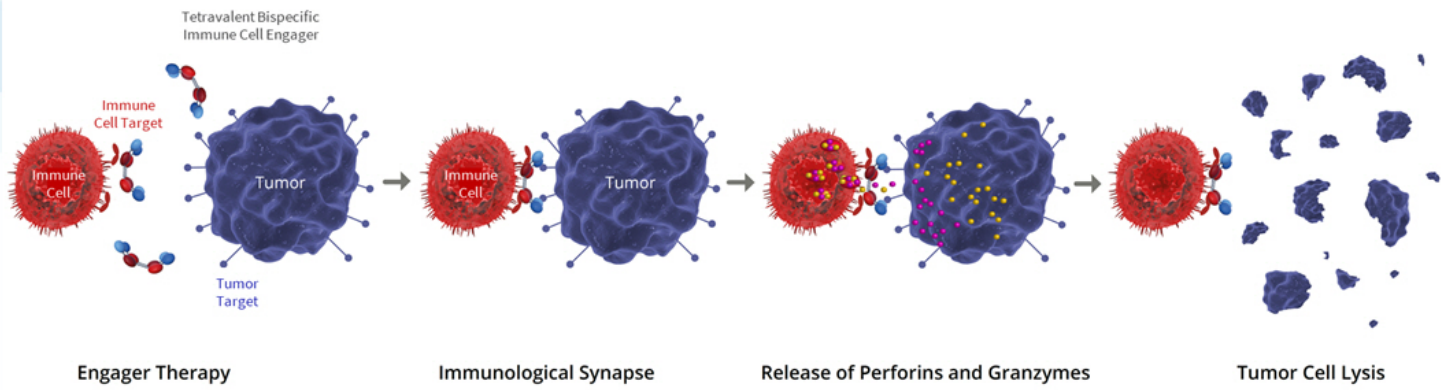 Tetravalent Bispecific
Immune Cell Engager
Immune
Cell Target
Immune
Cell
Tumor
Tumor
Target
Immune
Cell
Tumor
Engager Therapy
Immunological Synapse
Release of Perforins and Granzymes
Tumor Cell Lysis